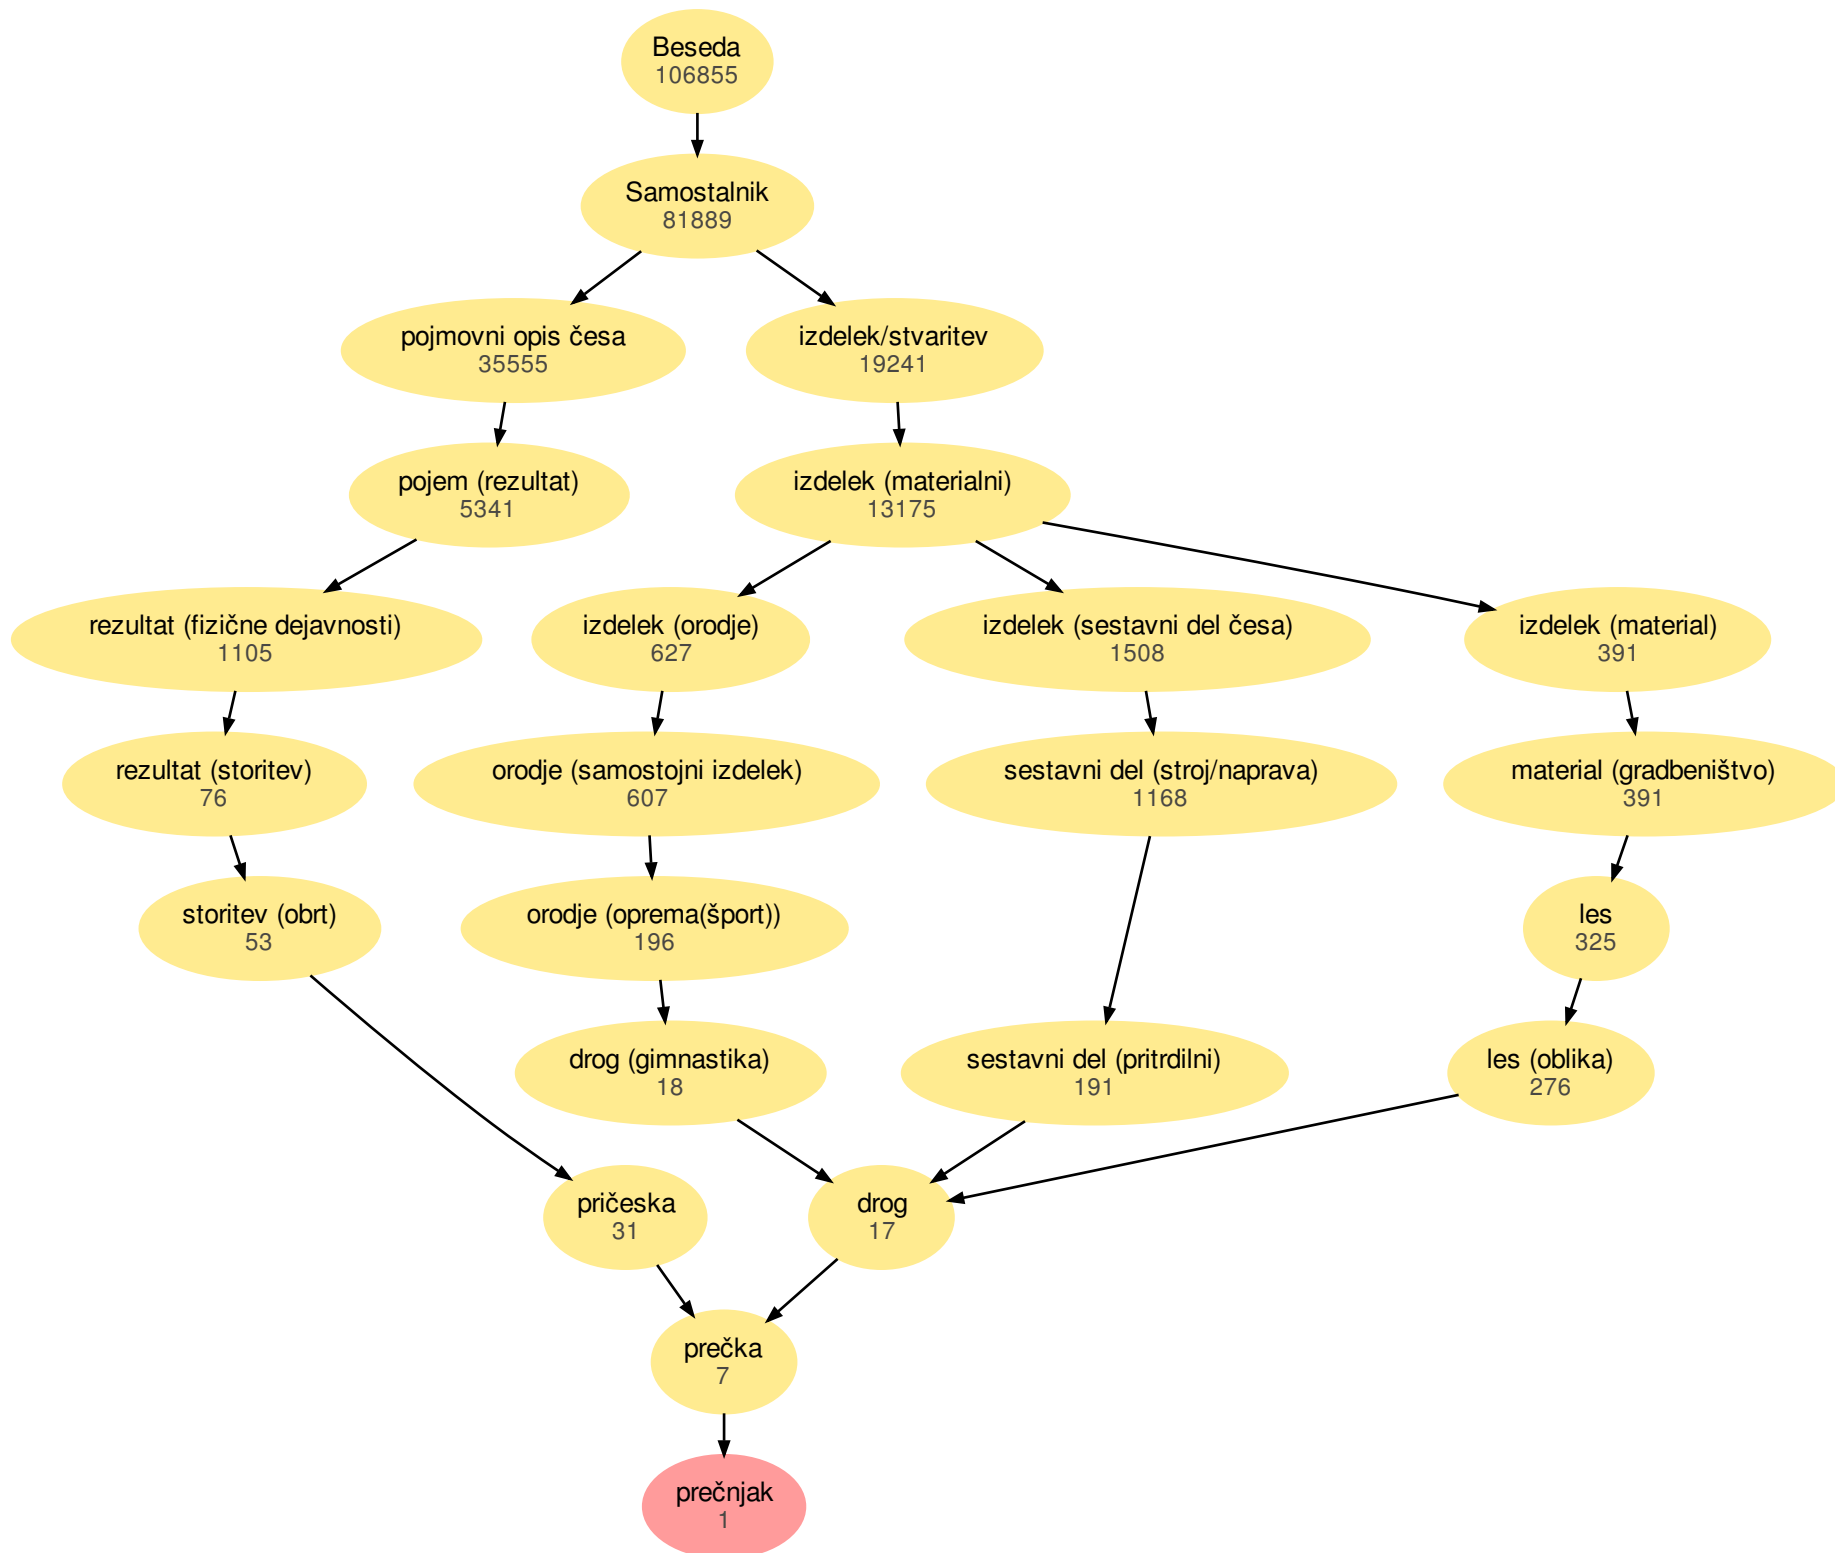 Beseda
106855
Samostalnik
81889
pojmovni opis česa
35555
izdelek/stvaritev
19241
pojem (rezultat)
5341
izdelek (materialni)
13175
rezultat (fizične dejavnosti)
1105
izdelek (orodje)
627
izdelek (sestavni del česa)
1508
izdelek (material)
391
rezultat (storitev)
76
orodje (samostojni izdelek)
607
sestavni del (stroj/naprava)
1168
material (gradbeništvo)
391
storitev (obrt)
53
orodje (oprema(šport))
196
les
325
drog (gimnastika)
18
sestavni del (pritrdilni)
191
les (oblika)
276
pričeska
31
drog
17
prečka
7
prečnjak
1